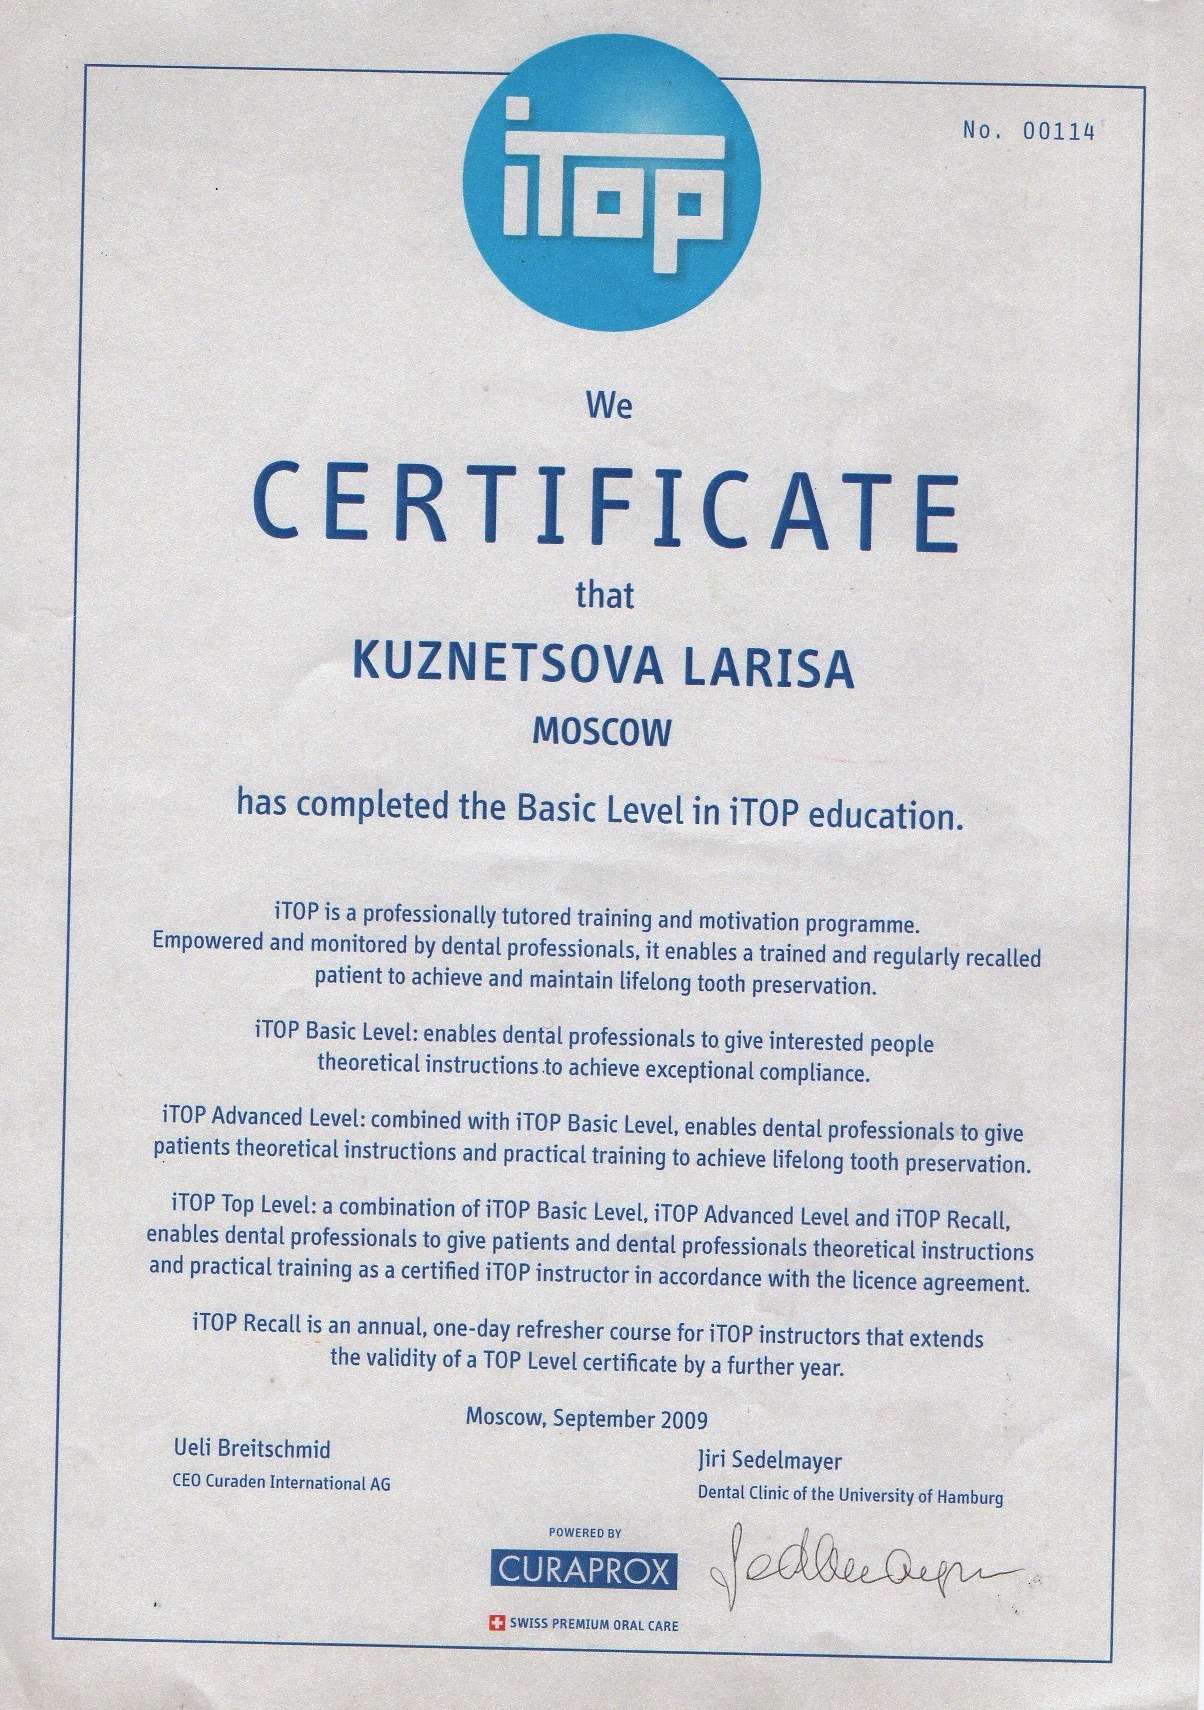 No. 00114
iTop
We
CERTIFICATE
that
KUZNETSOVA LARISA
MOSCOW
has completed the Basic Level in iTOP education.
iTOP is a professionally tutored training and motivation programme.
Empowered and monitored by dental professionals, it enables a trained and regularly recalled
patient to achieve and maintain lifelong tooth preservation.
iTOP Basic Level: enables dental professionals to give interested people
theoretical instructions to achieve exceptional compliance.
iTOP Advanced Level: combined with iTOP Basic Level, enables dental professionals to give
patients theoretical instructions and practical training to achieve lifelong tooth preservation.
iTOP Top Level: a combination of iTOP Basic Level, iTOP Advanced Level and iTOP Recall,
enables dental professionals to give patients and dental professionals theoretical instructions
and practical training as a certified iTOP instructor in accordance with the licence agreement.
iTOP Recall is an annual, one-day refresher course for iTOP instructors that extends
the validity of a TOP Level certificate by a further year.
Moscow, September 2009
Ueli Breitschmid
CEO Curaden International AG
Jiri Sedelmayer
Dental Clinic of the University of Hamburg
POWERED BY
CURAPROX
SWISS PREMIUM ORAL CARE